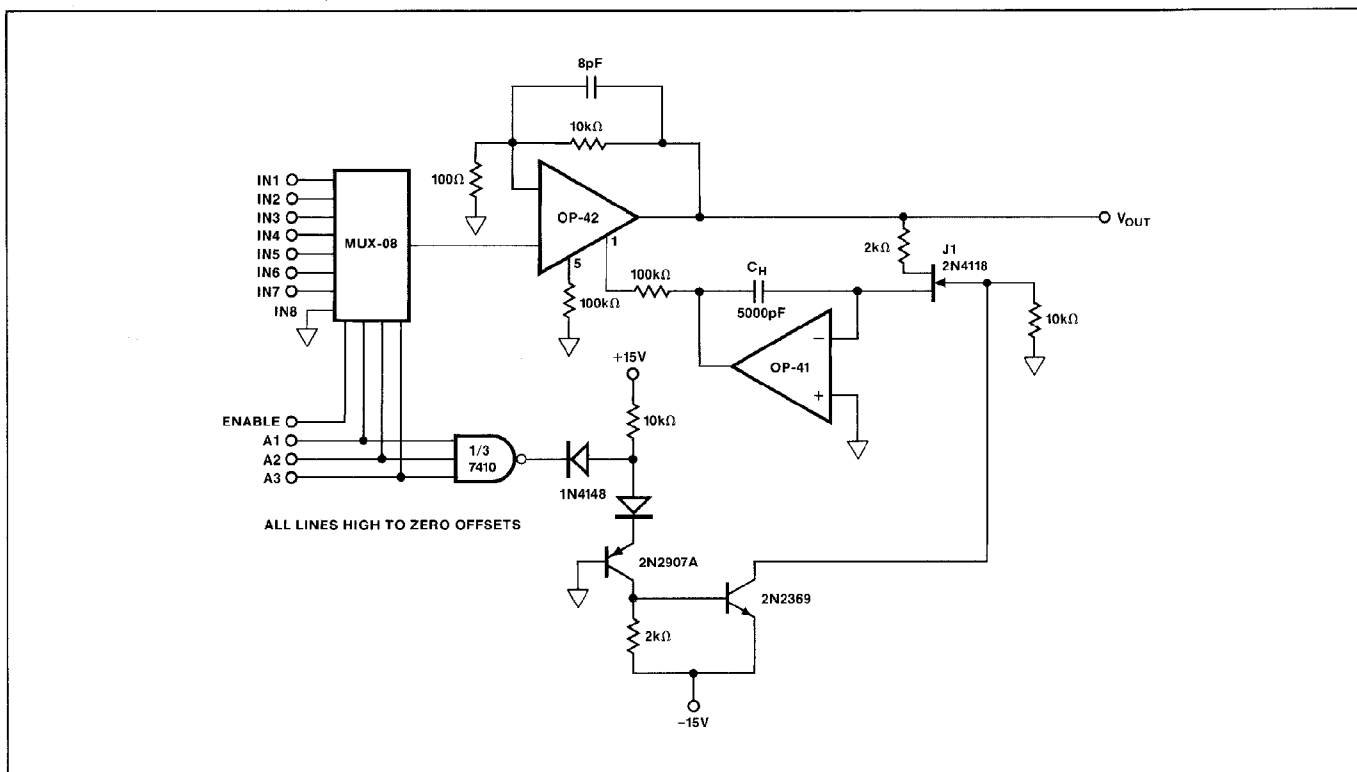 8pF
10kΩ
100Ω
IN1
IN2
IN3
IN4
IN5
IN6
IN7
IN8
MUX-08
OP-42
1
5
100kΩ
100kΩ
CH
5000pF
2kΩ
J1
2N4118
VOUT
10kΩ
OP-41
−
+
+15V
10kΩ
ENABLE
A1
A2
A3
1/3
7410
1N4148
ALL LINES HIGH TO ZERO OFFSETS
2N2907A
2N2369
2kΩ
−15V